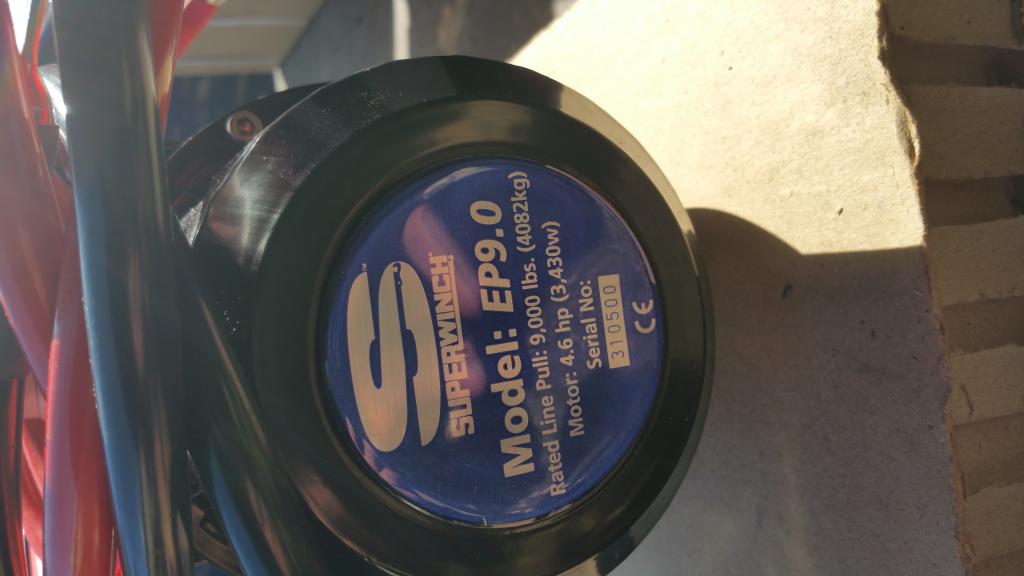 S™
SUPERWINCH®
Model: EP9.0
Rated Line Pull: 9,000 lbs. (4082kg)
Motor: 4.6 hp (3,430w)
Serial No:
310500
CE